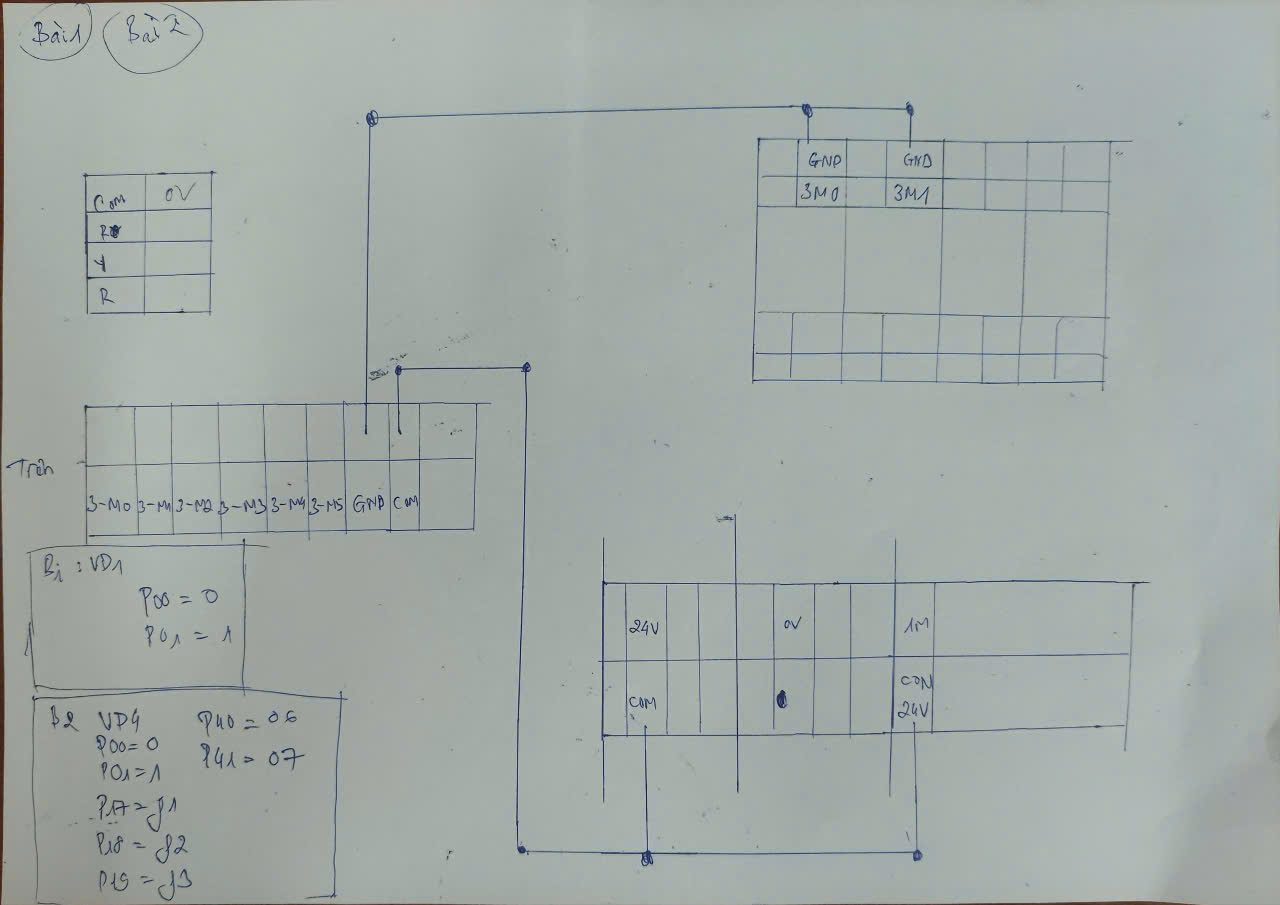 Bài 1 Bài 2
GND GND
3M0 3M1
Com 0V
R
Y
R
Trên
3-M0 3-M1 3-M2 3-M3 3-M4 3-M5 GND COM
B1 : VD1
P00 = 0
P01 = 1
B2 VD4 P40 = 06
P00= 0 P41 = 07
P01 = 1
P17 = f1
P18 = f2
P19 = f3
24V 0V 1M
COM CON
24V